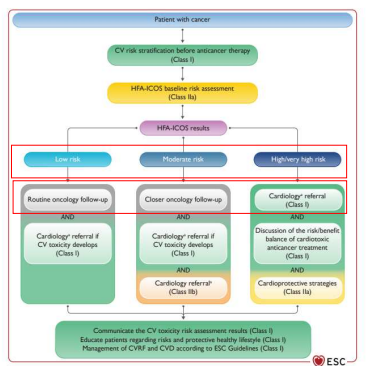 Patient with cancer
CV risk stratification before anticancer therapy
(Class I)
HFA-ICOS baseline risk assessment
(Class IIa)
HFA-ICOS results
Low risk
Moderate risk
High/very high risk
Routine oncology follow-up
Closer oncology follow-up
Cardiologyᵃ referral
(Class I)
AND
AND
AND
Cardiologyᵃ referral if
CV toxicity develops
(Class I)
Cardiologyᵃ referral if
CV toxicity develops
(Class I)
Discussion of the risk/benefit
balance of cardiotoxic
anticancer treatment
(Class I)
AND
AND
Cardiology referralᵇ
(Class IIb)
Cardioprotective strategies
(Class IIa)
Communicate the CV toxicity risk assessment results (Class I)
Educate patients regarding risks and protective healthy lifestyle (Class I)
Management of CVRF and CVD according to ESC Guidelines (Class I)
ESC